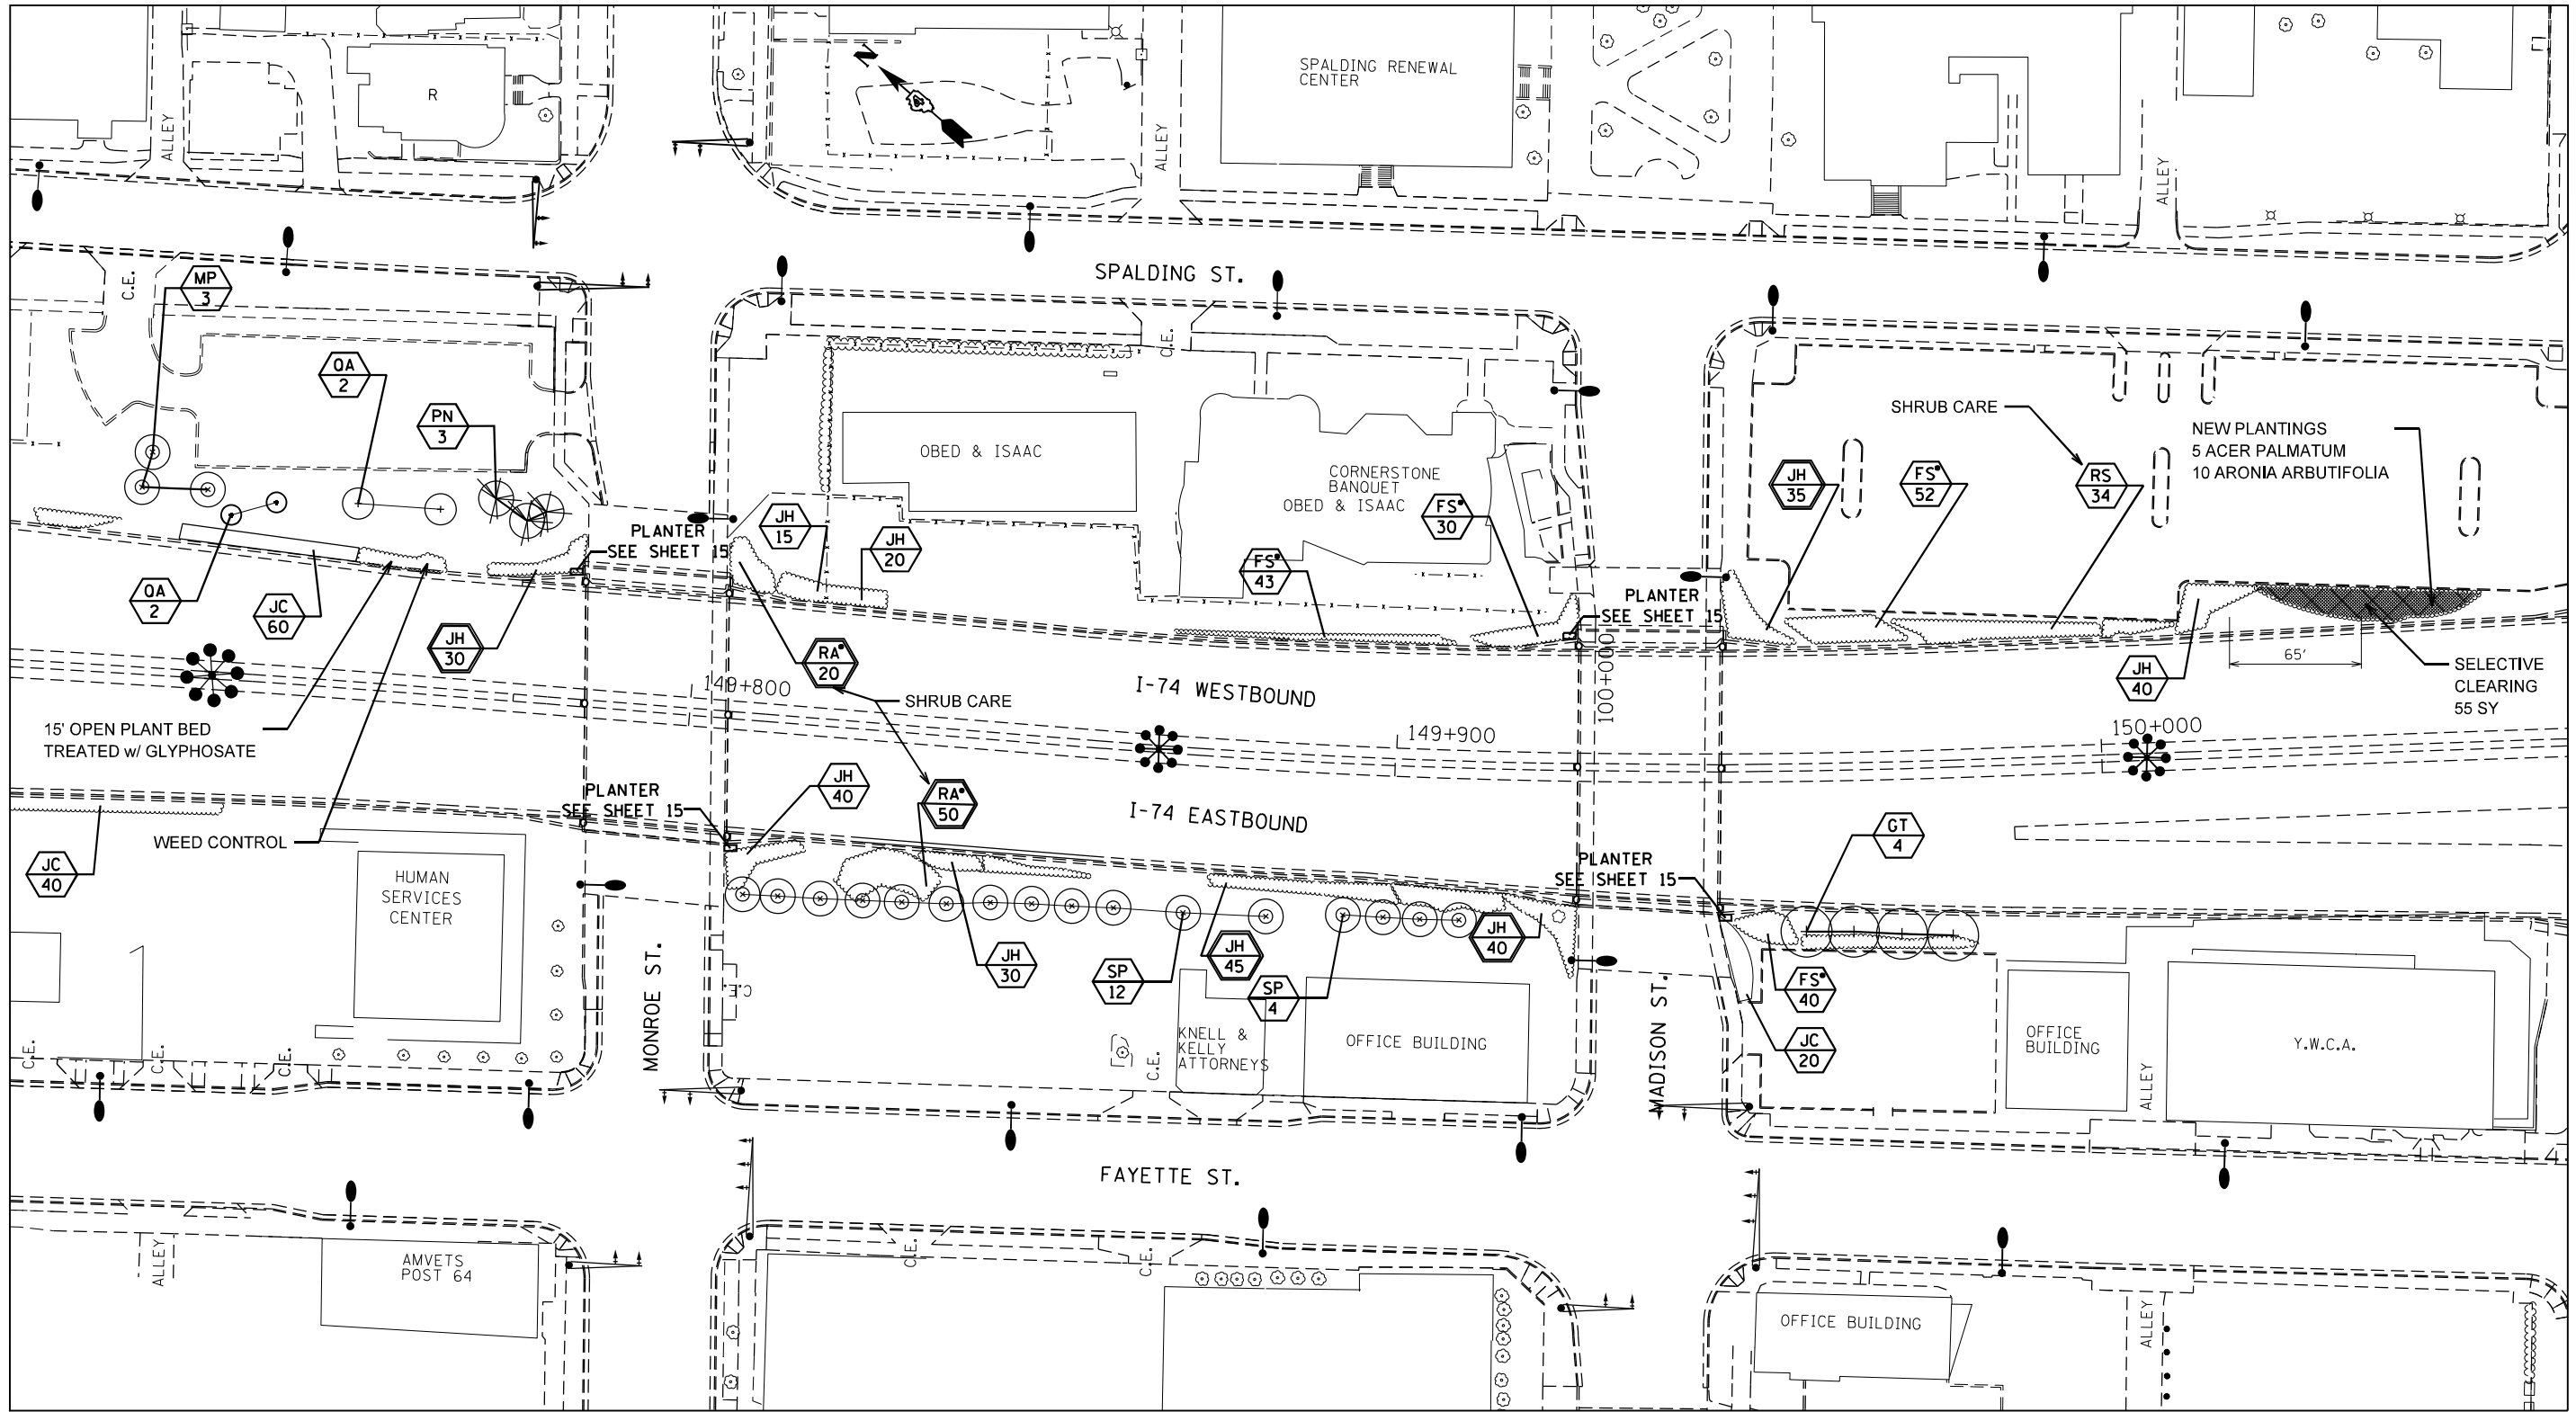 SPALDING RENEWAL
CENTER
R
N
ALLEY
ALLEY
ALLEY
SPALDING ST.
C.E.
C.E.
MP
3
QA
2
PN
3
OBED & ISAAC
CORNERSTONE
BANQUET
OBED & ISAAC
SHRUB CARE
NEW PLANTINGS
5 ACER PALMATUM
10 ARONIA ARBUTIFOLIA
JH
35
FS
52
RS
34
FS
30
JH
15
JH
20
FS
43
PLANTER
SEE SHEET 15
PLANTER
SEE SHEET 15
QA
2
JC
60
JH
30
RA
20
SHRUB CARE
149+800
I-74 WESTBOUND
100+000
JH
40
65'
SELECTIVE
CLEARING
55 SY
15' OPEN PLANT BED
TREATED w/ GLYPHOSATE
149+900
150+000
WEED CONTROL
PLANTER
SEE SHEET 15
JH
40
RA
50
I-74 EASTBOUND
GT
4
JC
40
HUMAN
SERVICES
CENTER
PLANTER
SEE SHEET 15
JH
30
SP
12
JH
45
SP
4
JH
40
FS
40
JC
20
MONROE ST.
MADISON ST.
C.E.
KNELL &
KELLY
ATTORNEYS
OFFICE BUILDING
OFFICE
BUILDING
Y.W.C.A.
C.E.
C.E.
C.E.
C.E.
ALLEY
FAYETTE ST.
AMVETS
POST 64
ALLEY
C.E.
C.E.
OFFICE BUILDING
ALLEY